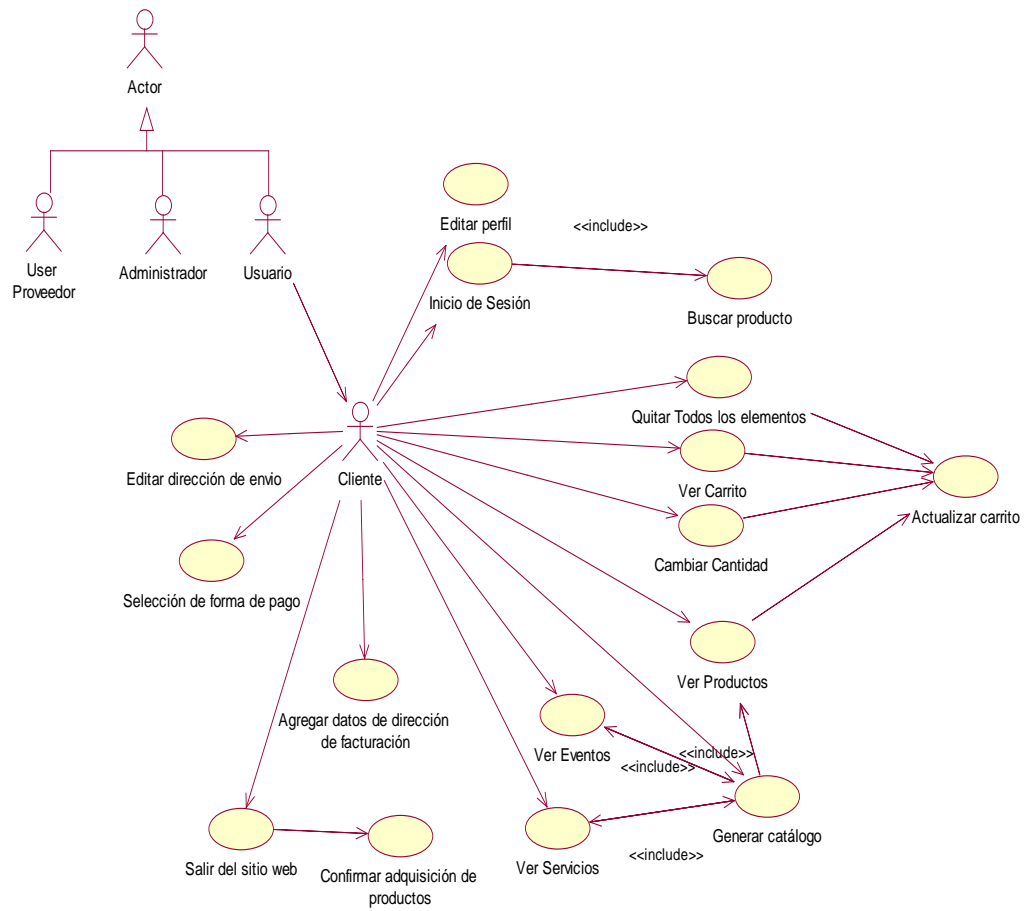 Actor
User
Proveedor
Administrador
Usuario
Editar perfil
<<include>>
Inicio de Sesión
Buscar producto
Quitar Todos los elementos
Editar dirección de envio
Cliente
Ver Carrito
Actualizar carrito
Cambiar Cantidad
Selección de forma de pago
Ver Productos
Agregar datos de dirección
de facturación
Ver Eventos
<<include>>
<<include>>
Generar catálogo
<<include>>
Salir del sitio web
Confirmar adquisición de
productos
Ver Servicios